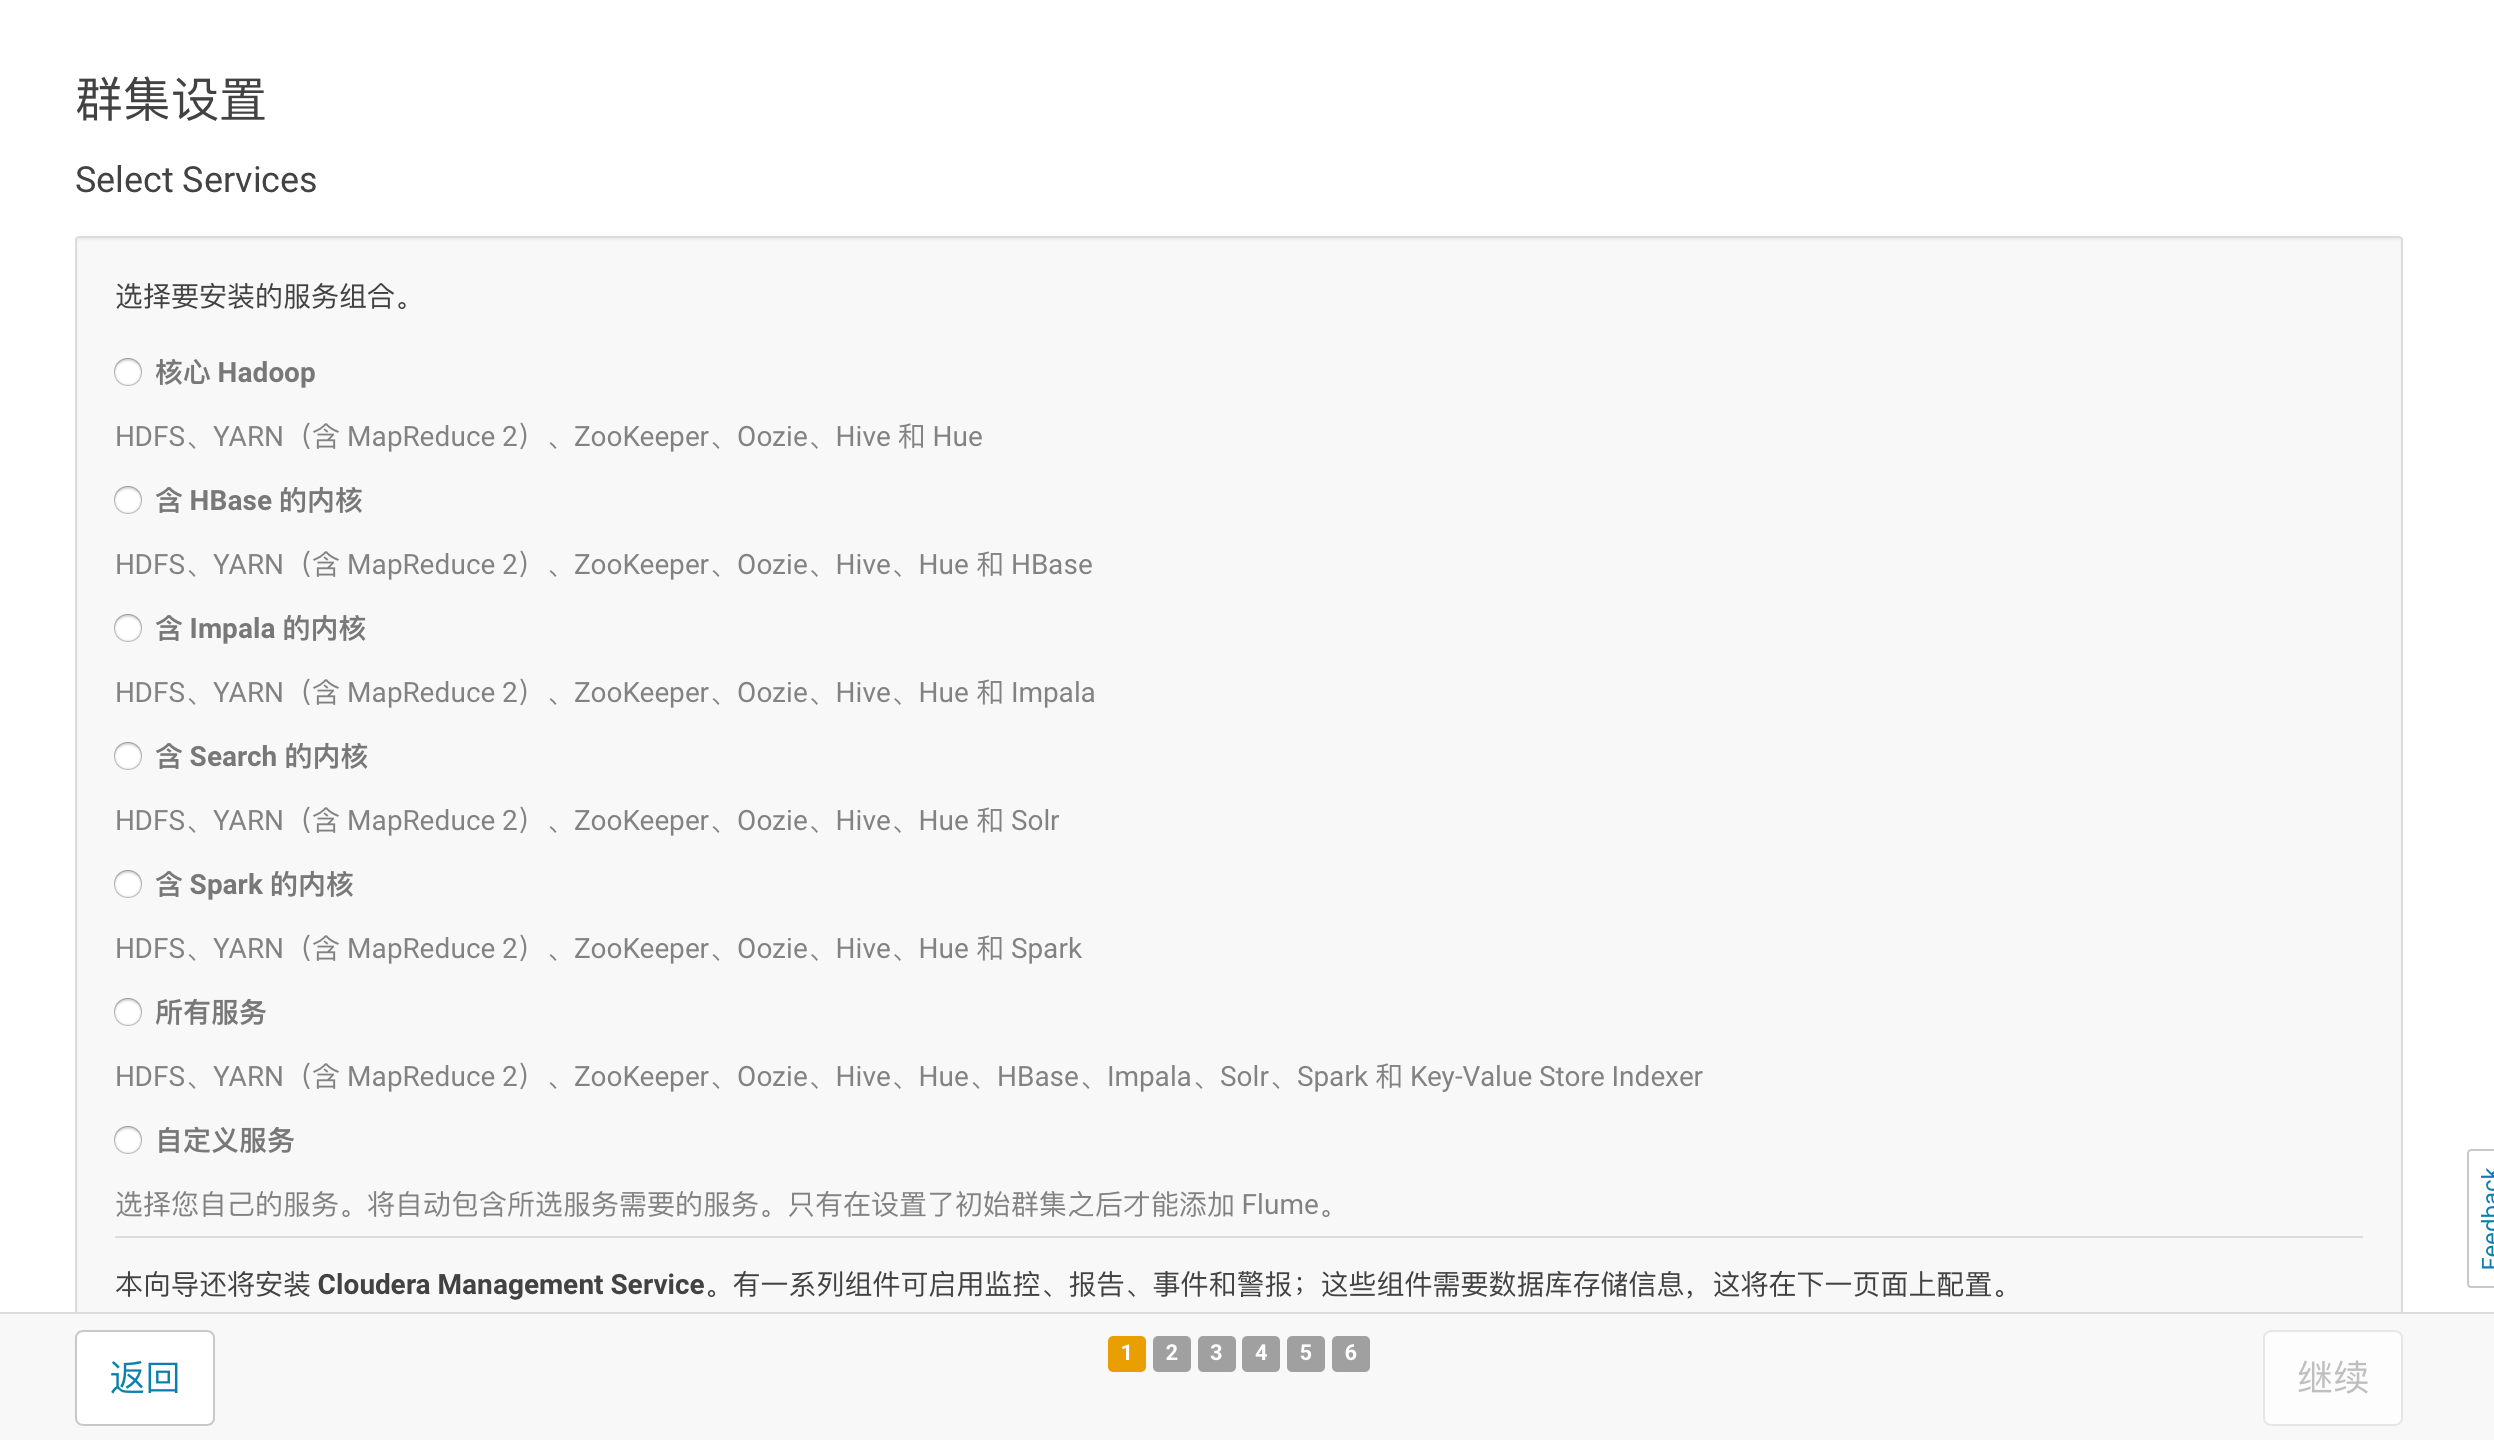 群集设置
Select Services
选择要安装的服务组合。
核心 Hadoop
HDFS、YARN（含 MapReduce 2）、ZooKeeper、Oozie、Hive 和 Hue
含 HBase 的内核
HDFS、YARN（含 MapReduce 2）、ZooKeeper、Oozie、Hive、Hue 和 HBase
含 Impala 的内核
HDFS、YARN（含 MapReduce 2）、ZooKeeper、Oozie、Hive、Hue 和 Impala
含 Search 的内核
HDFS、YARN（含 MapReduce 2）、ZooKeeper、Oozie、Hive、Hue 和 Solr
含 Spark 的内核
HDFS、YARN（含 MapReduce 2）、ZooKeeper、Oozie、Hive、Hue 和 Spark
所有服务
HDFS、YARN（含 MapReduce 2）、ZooKeeper、Oozie、Hive、Hue、HBase、Impala、Solr、Spark 和 Key-Value Store Indexer
自定义服务
选择您自己的服务。将自动包含所选服务需要的服务。只有在设置了初始群集之后才能添加 Flume。
本向导还将安装 Cloudera Management Service。有一系列组件可启用监控、报告、事件和警报；这些组件需要数据库存储信息，这将在下一页面上配置。
Feedback
返回
1 2 3 4 5 6
继续